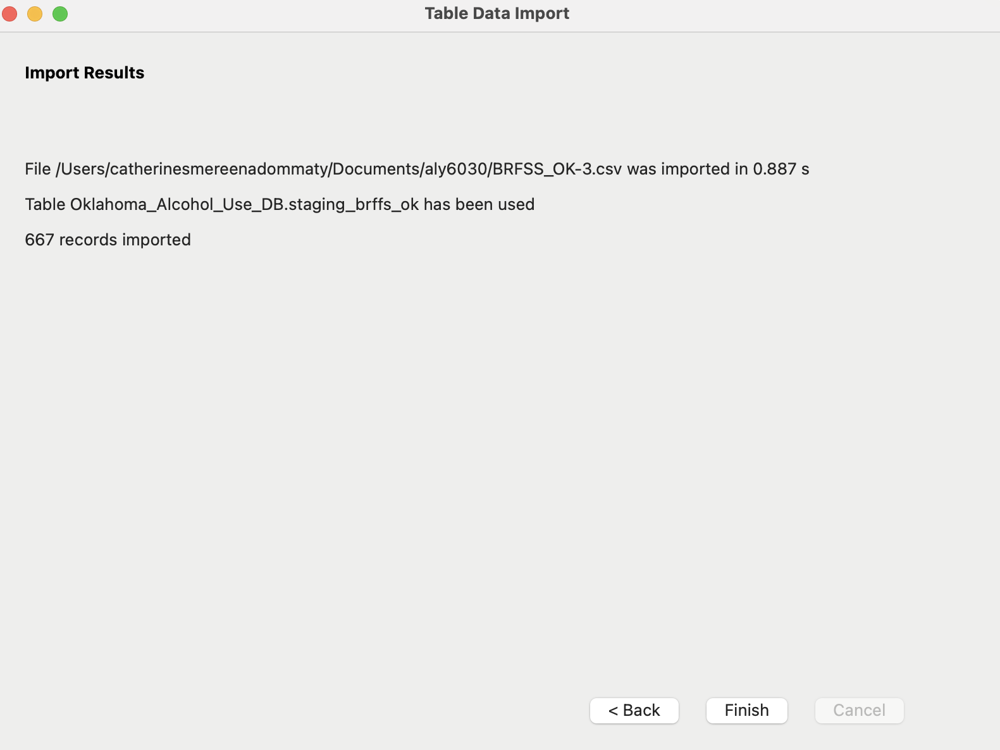 Table Data Import
Import Results
File /Users/catherinesmereenadommaty/Documents/aly6030/BRFSS_OK-3.csv was imported in 0.887 s
Table Oklahoma_Alcohol_Use_DB.staging_brffs_ok has been used
667 records imported
< Back
Finish
Cancel